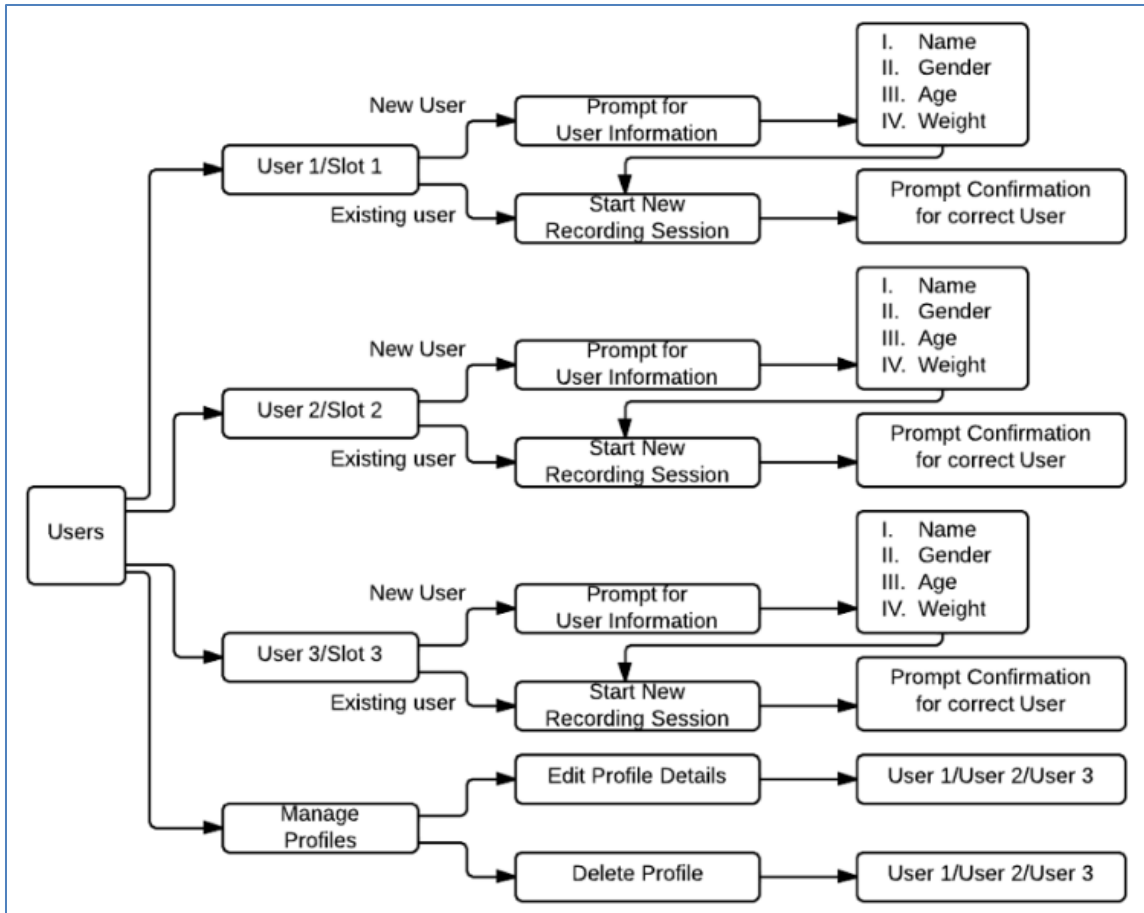 I. Name
II. Gender
III. Age
IV. Weight
New User
Prompt for
User Information
User 1/Slot 1
Existing user
Start New
Recording Session
Prompt Confirmation
for correct User
I. Name
II. Gender
III. Age
IV. Weight
New User
Prompt for
User Information
User 2/Slot 2
Existing user
Start New
Recording Session
Prompt Confirmation
for correct User
Users
I. Name
II. Gender
III. Age
IV. Weight
New User
Prompt for
User Information
User 3/Slot 3
Existing user
Start New
Recording Session
Prompt Confirmation
for correct User
Edit Profile Details
User 1/User 2/User 3
Manage
Profiles
Delete Profile
User 1/User 2/User 3